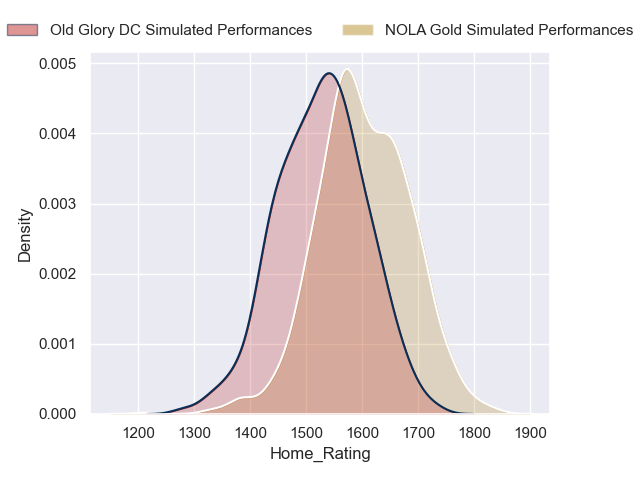 Old Glory DC Simulated Performances NOLA Gold Simulated Performances
0.005
0.004
0.003
0.002
0.001
0.000
Density
1200 1300 1400 1500 1600 1700 1800 1900
Home_Rating